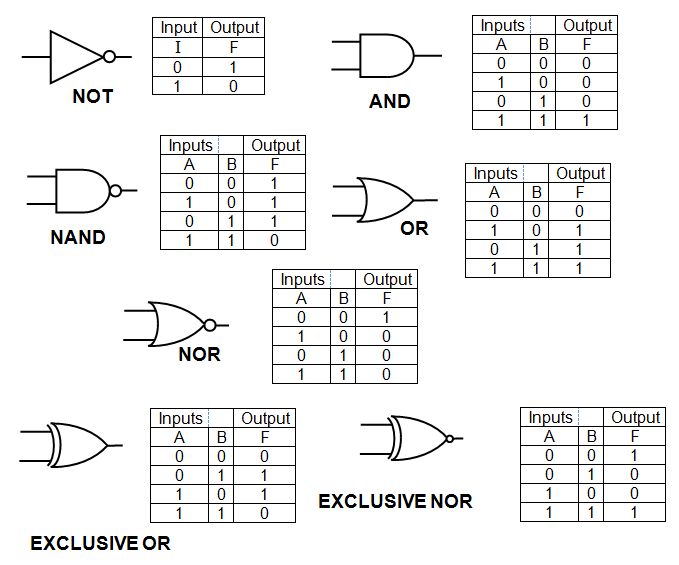 Input Output
I F
0 1
1 0
NOT
Inputs Output
A B F
0 0 0
1 0 0
0 1 0
1 1 1
AND
Inputs Output
A B F
0 0 1
1 0 1
0 1 1
1 1 0
NAND
Inputs Output
A B F
0 0 0
1 0 1
0 1 1
1 1 1
OR
Inputs Output
A B F
0 0 1
1 0 0
0 1 0
1 1 0
NOR
Inputs Output
A B F
0 0 0
0 1 1
1 0 1
1 1 0
EXCLUSIVE OR
Inputs Output
A B F
0 0 1
0 1 0
1 0 0
1 1 1
EXCLUSIVE NOR